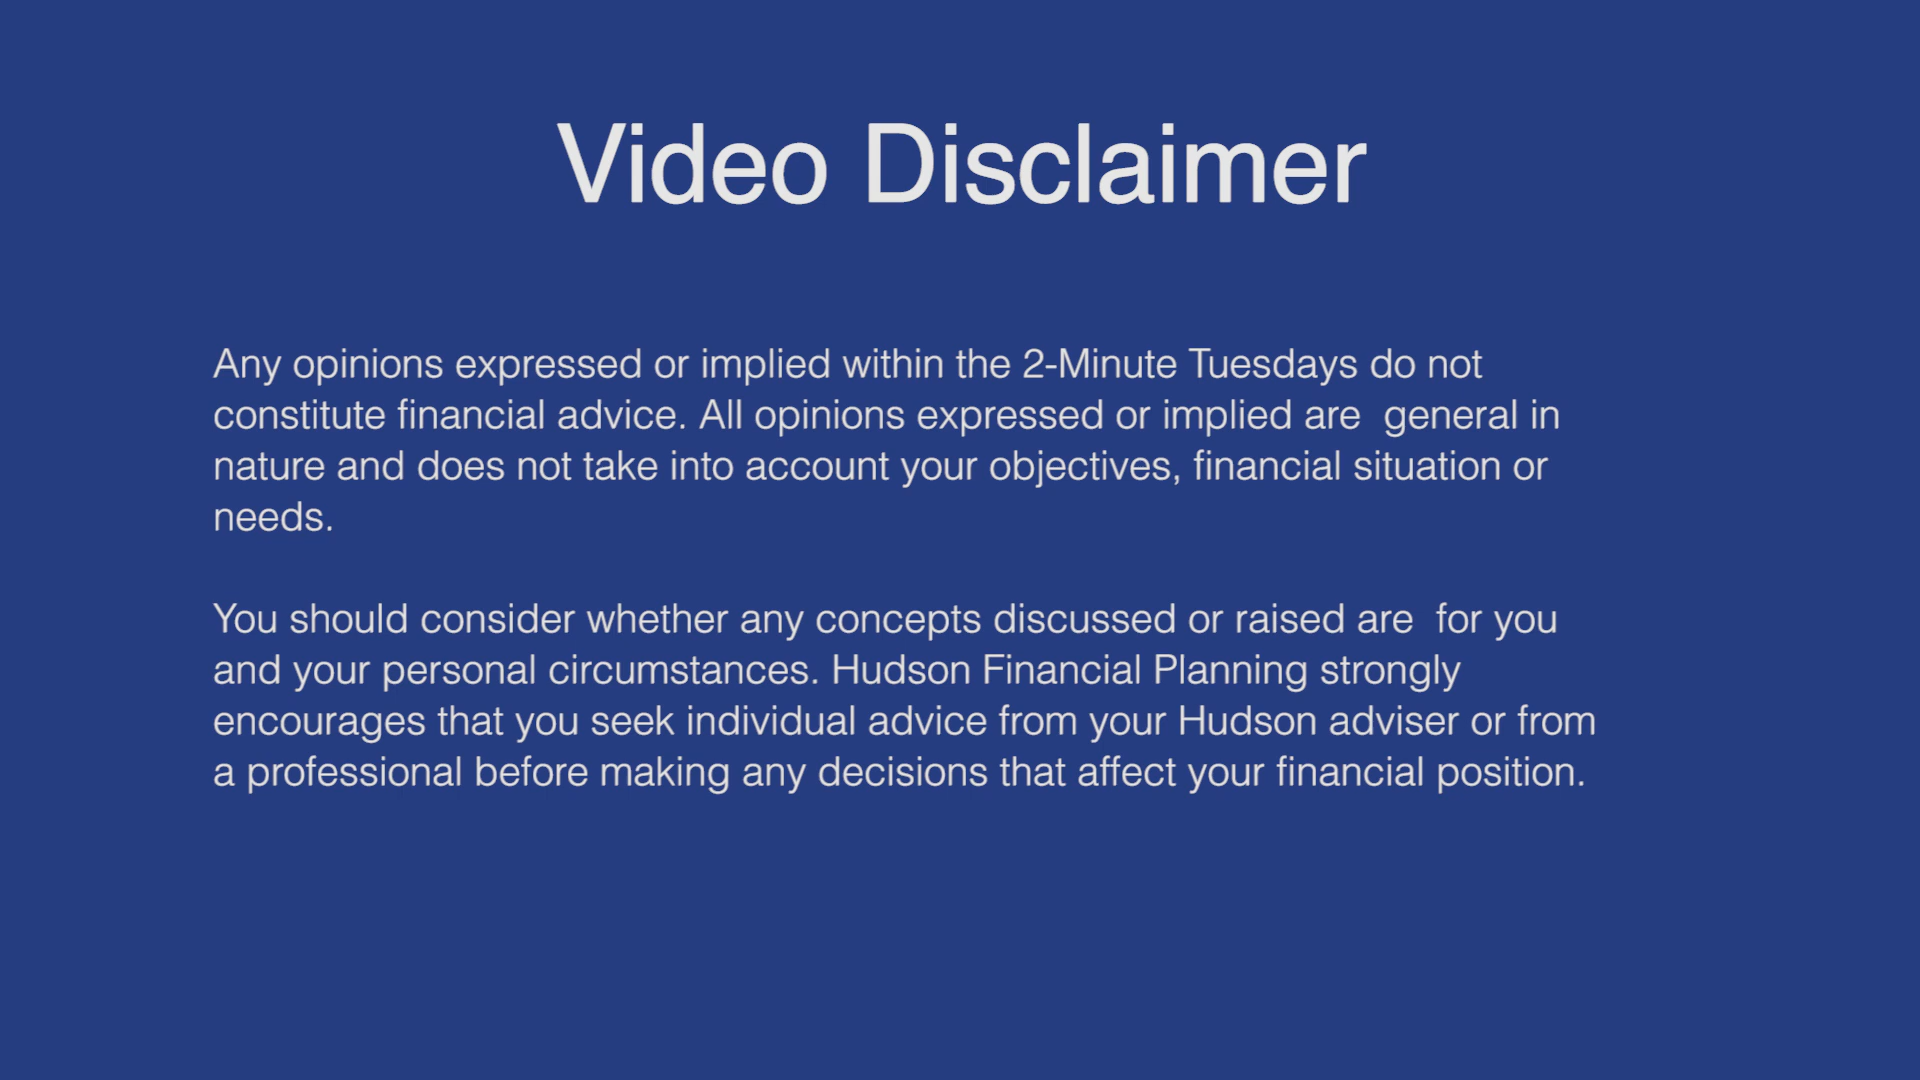 Video Disclaimer
Any opinions expressed or implied within the 2-Minute Tuesdays do not
constitute financial advice. All opinions expressed or implied are  general in
nature and does not take into account your objectives, financial situation or
needs.
You should consider whether any concepts discussed or raised are  for you
and your personal circumstances. Hudson Financial Planning strongly
encourages that you seek individual advice from your Hudson adviser or from
a professional before making any decisions that affect your financial position.